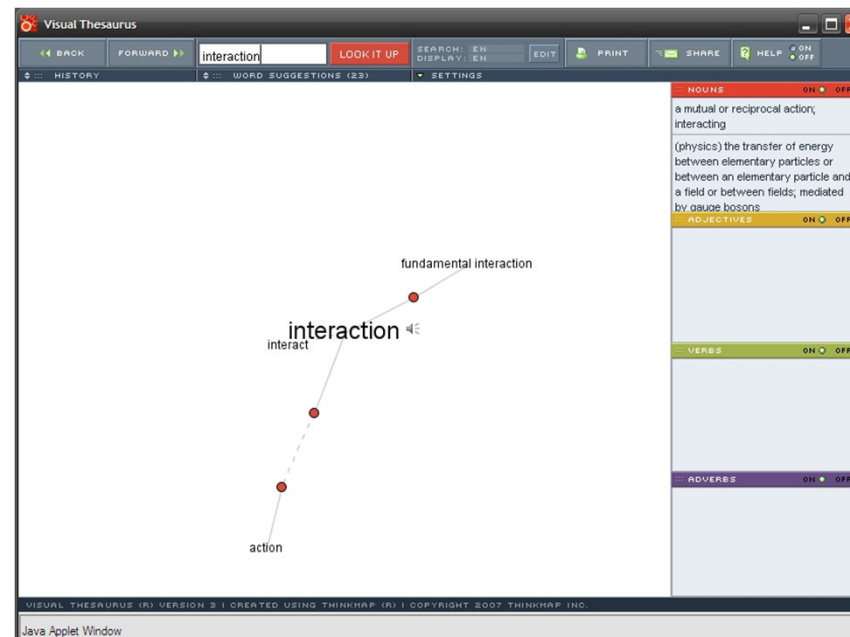 Visual Thesaurus
BACK
FORWARD
interaction
LOOK IT UP
SEARCH: EN
DISPLAY: EN
EDIT
PRINT
SHARE
HELP
ON
OFF
HISTORY
WORD SUGGESTIONS (23)
SETTINGS
NOUNS ON OFF
a mutual or reciprocal action;
interacting
(physics) the transfer of energy
between elementary particles or
between an elementary particle and
a field or between fields; mediated
by gauge bosons
ADJECTIVES ON OFF
VERBS ON OFF
ADVERBS ON OFF
fundamental interaction
interaction
interact
action
VISUAL THESAURUS (R) VERSION 3 | CREATED USING THINKMAP (R) | COPYRIGHT 2007 THINKMAP INC.
Java Applet Window